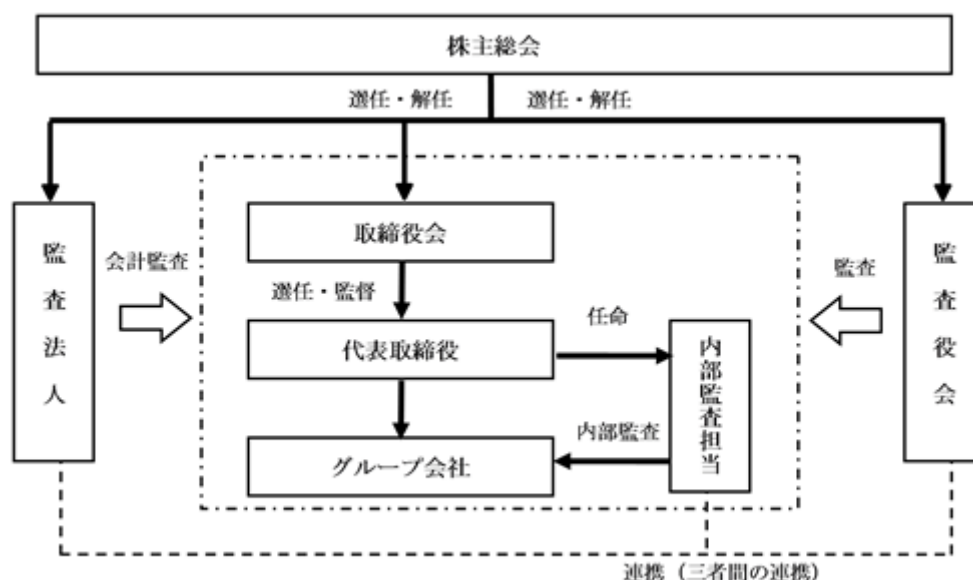 株主総会
選任・解任
選任・解任
取締役会
監査法人
会計監査
監査
監査役会
選任・監督
任命
代表取締役
内部監査担当
内部監査
グループ会社
連携（三者間の連携）